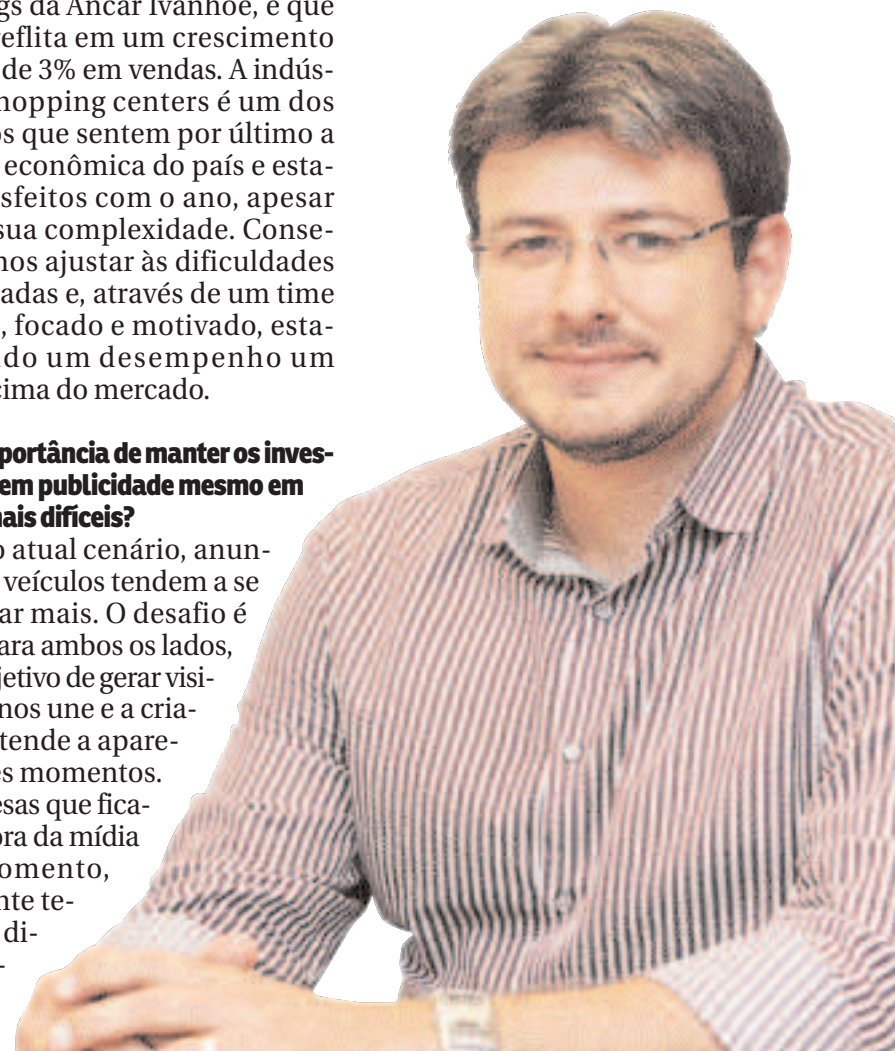 gs da Ancar Ivanhoe, e que
reflita em um crescimento
de 3% em vendas. A indús-
hopping centers é um dos
os que sentem por último a
econômica do país e esta-
sfeitos com o ano, apesar
sua complexidade. Conse-
mos ajustar às dificuldades
adas e, através de um time
, focado e motivado, esta-
do um desempenho um
cima do mercado.
portância de manter os inves-
em publicidade mesmo em
mais difíceis?
o atual cenário, anun-
veículos tendem a se
ar mais. O desafio é
ara ambos os lados,
jetivo de gerar visi-
nos une e a cria-
tende a apare-
es momentos.
esas que fica-
ora da mídia
omento,
nte te-
di-
-